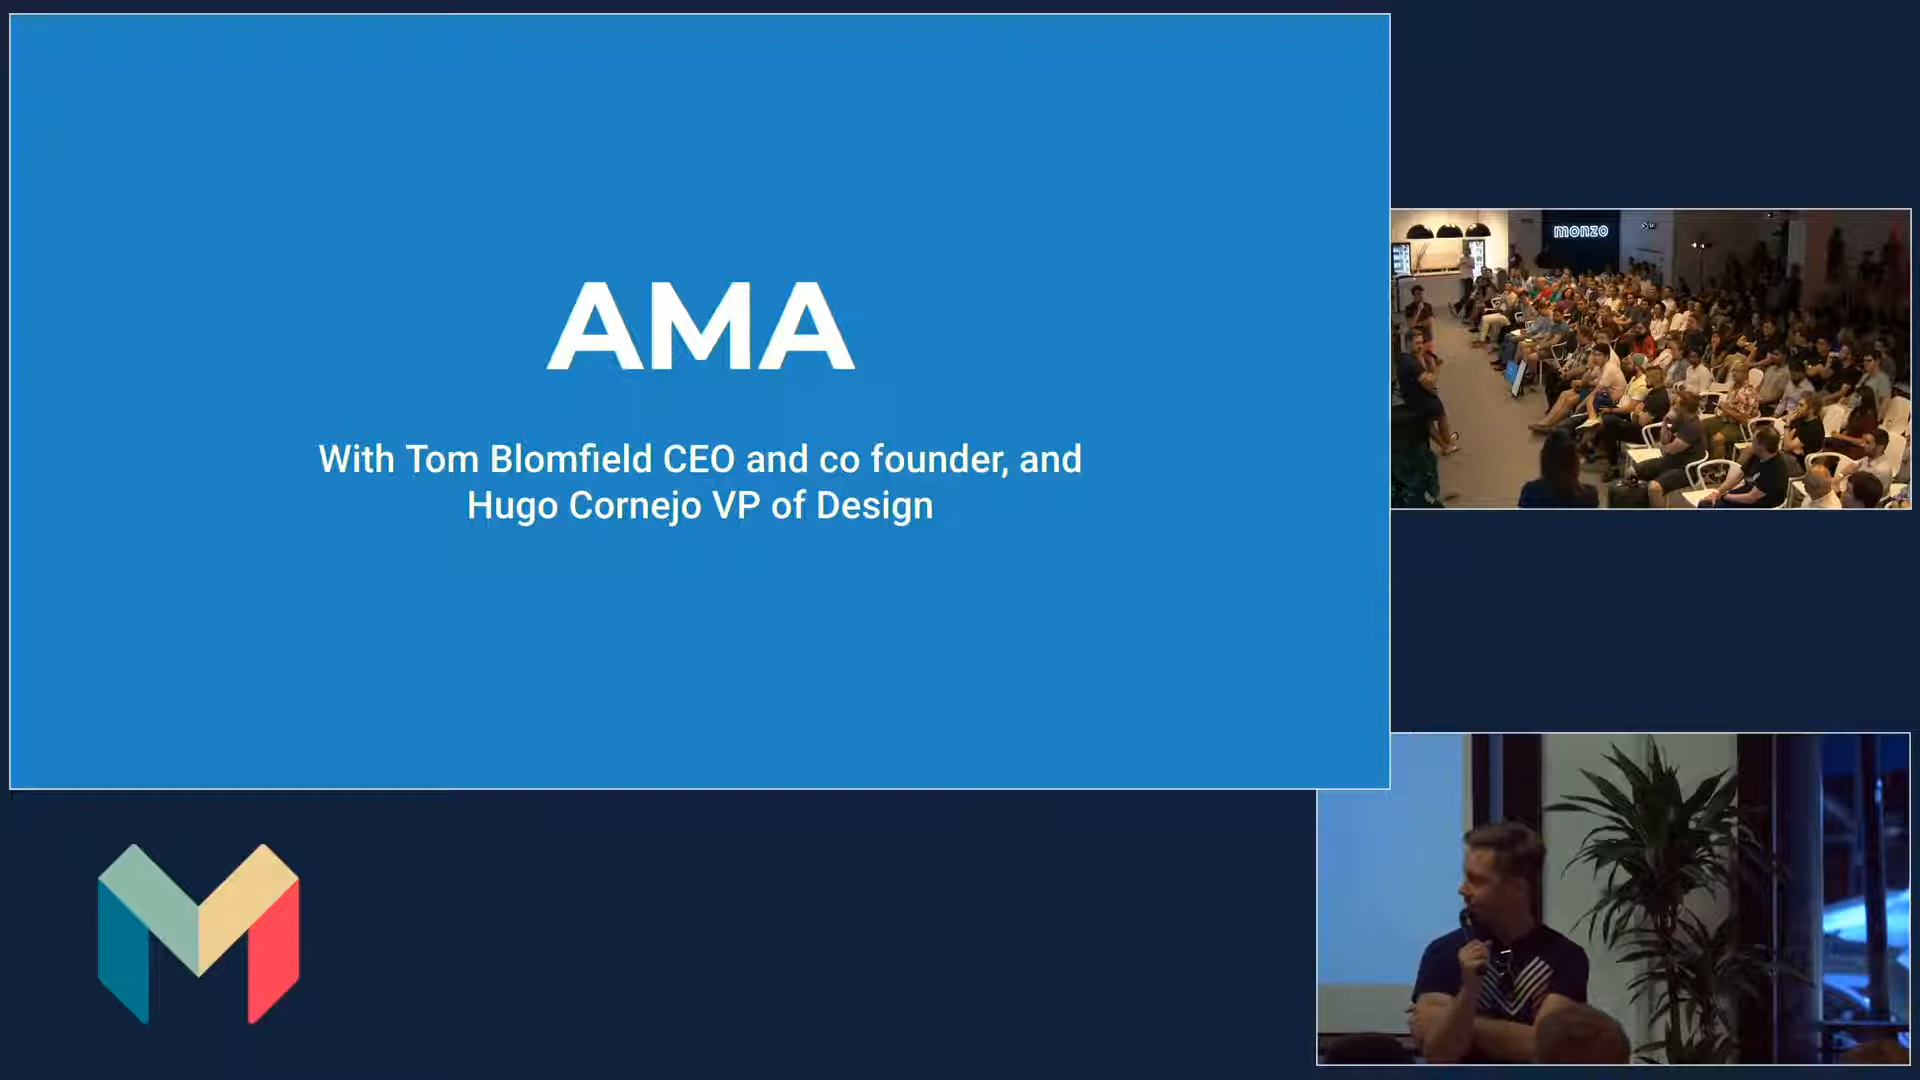 AMA
With Tom Blomfield CEO and co founder, and
Hugo Cornejo VP of Design
monzo